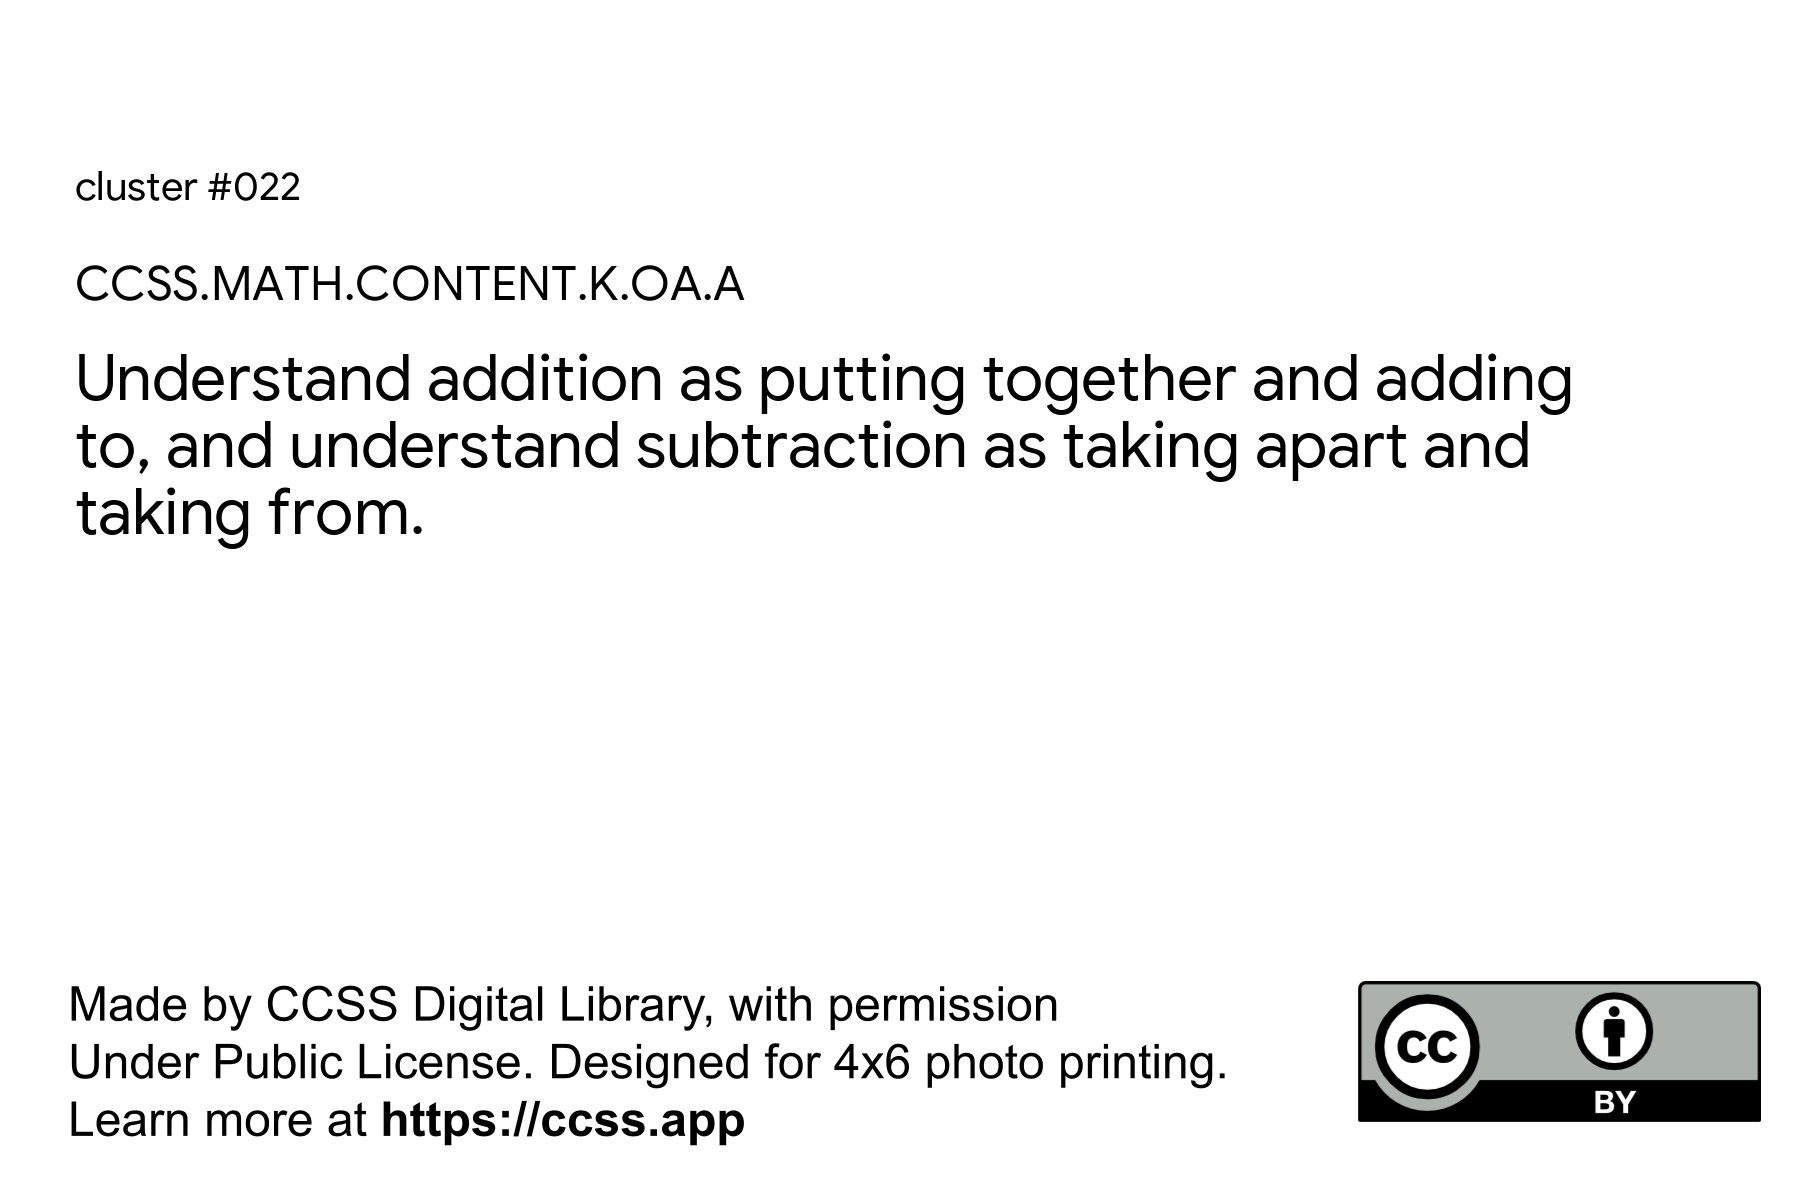 cluster #022
CCSS.MATH.CONTENT.K.OA.A
Understand addition as putting together and adding
to, and understand subtraction as taking apart and
taking from.
Made by CCSS Digital Library, with permission
Under Public License. Designed for 4x6 photo printing.
Learn more at https://ccss.app
CC
BY